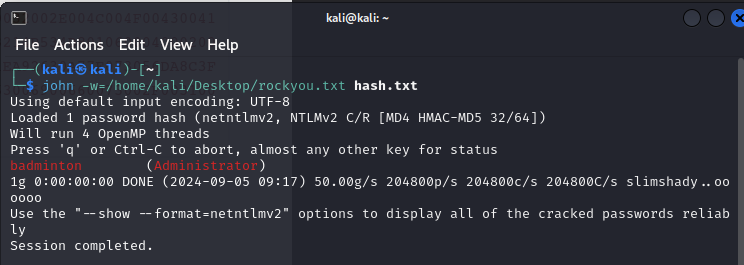 kali@kali: ~
File Actions Edit View Help
(kali㉿kali)-[~]
$ john -w=/home/kali/Desktop/rockyou.txt hash.txt
Using default input encoding: UTF-8
Loaded 1 password hash (netntlmv2, NTLMv2 C/R [MD4 HMAC-MD5 32/64])
Will run 4 OpenMP threads
Press 'q' or Ctrl-C to abort, almost any other key for status
badminton (Administrator)
1g 0:00:00:00 DONE (2024-09-05 09:17) 50.00g/s 204800p/s 204800c/s 204800C/s slimshady..oo
oooo
Use the "--show --format=netntlmv2" options to display all of the cracked passwords reliab
ly
Session completed.